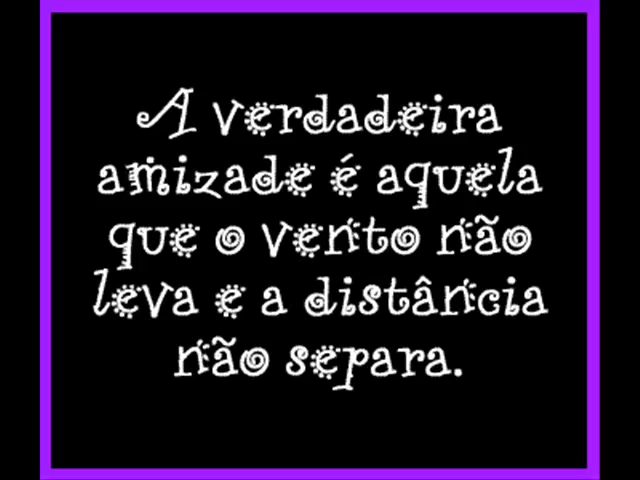 A verdadeira
amizade é aquela
que o vento não
leva e a distância
não separa.